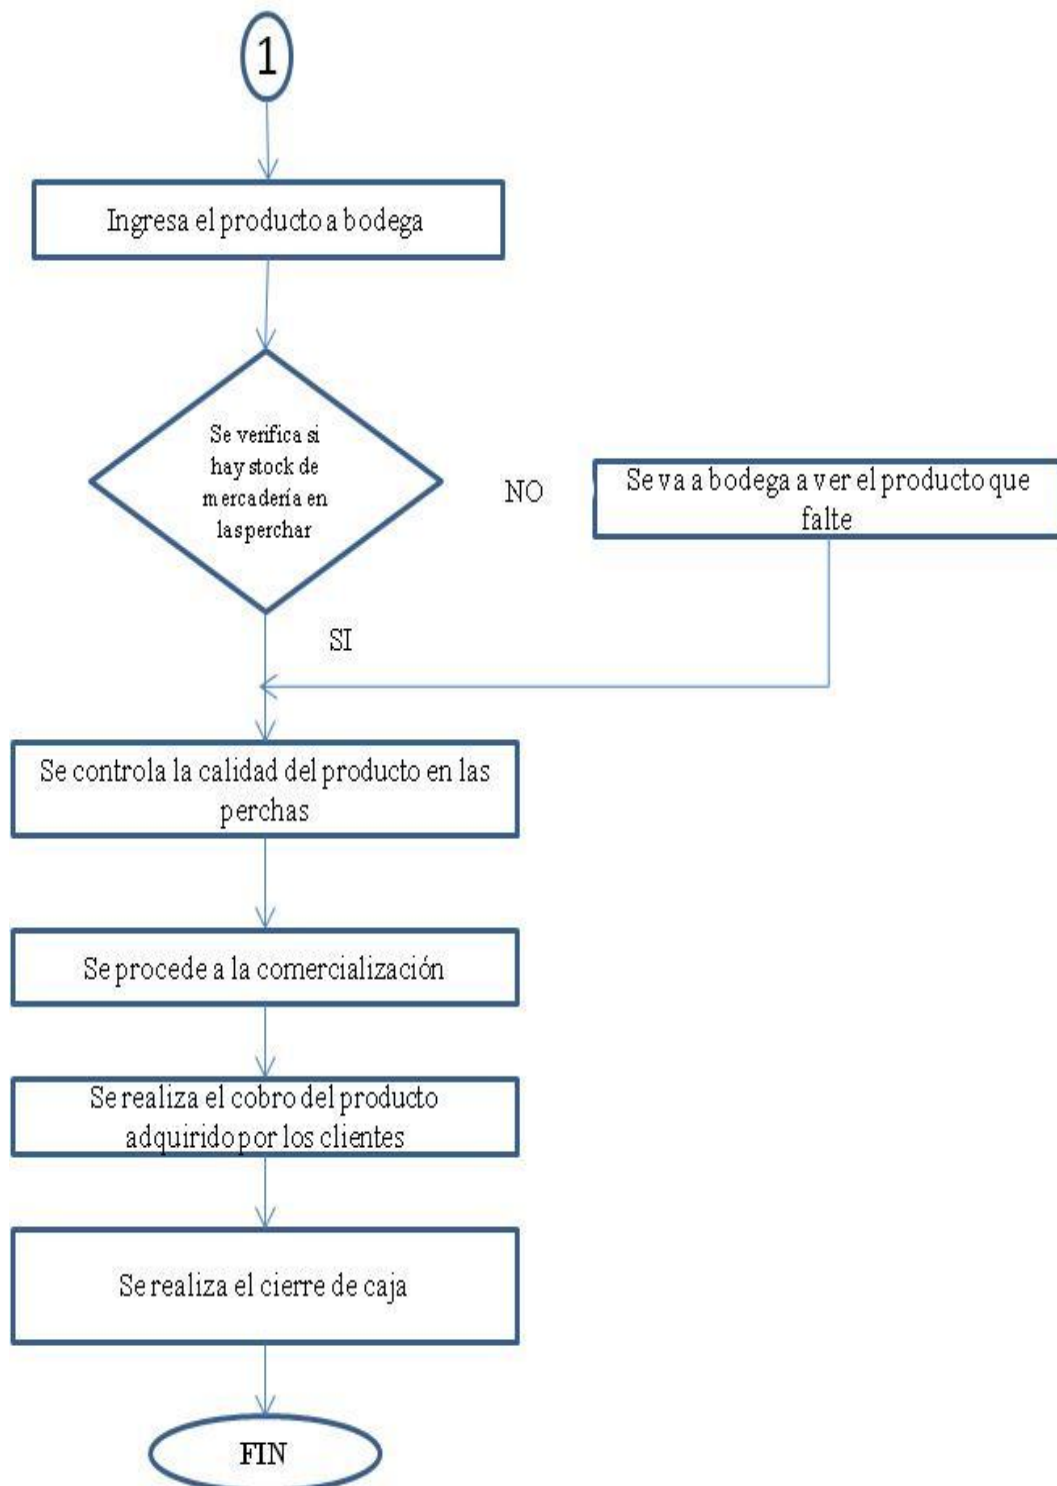 1
Ingresa el producto a bodega
Se verifica si
hay stock de
mercadería en
las perchar
NO
Se va a bodega a ver el producto que
falte
SI
Se controla la calidad del producto en las
perchas
Se procede a la comercialización
Se realiza el cobro del producto
adquirido por los clientes
Se realiza el cierre de caja
FIN